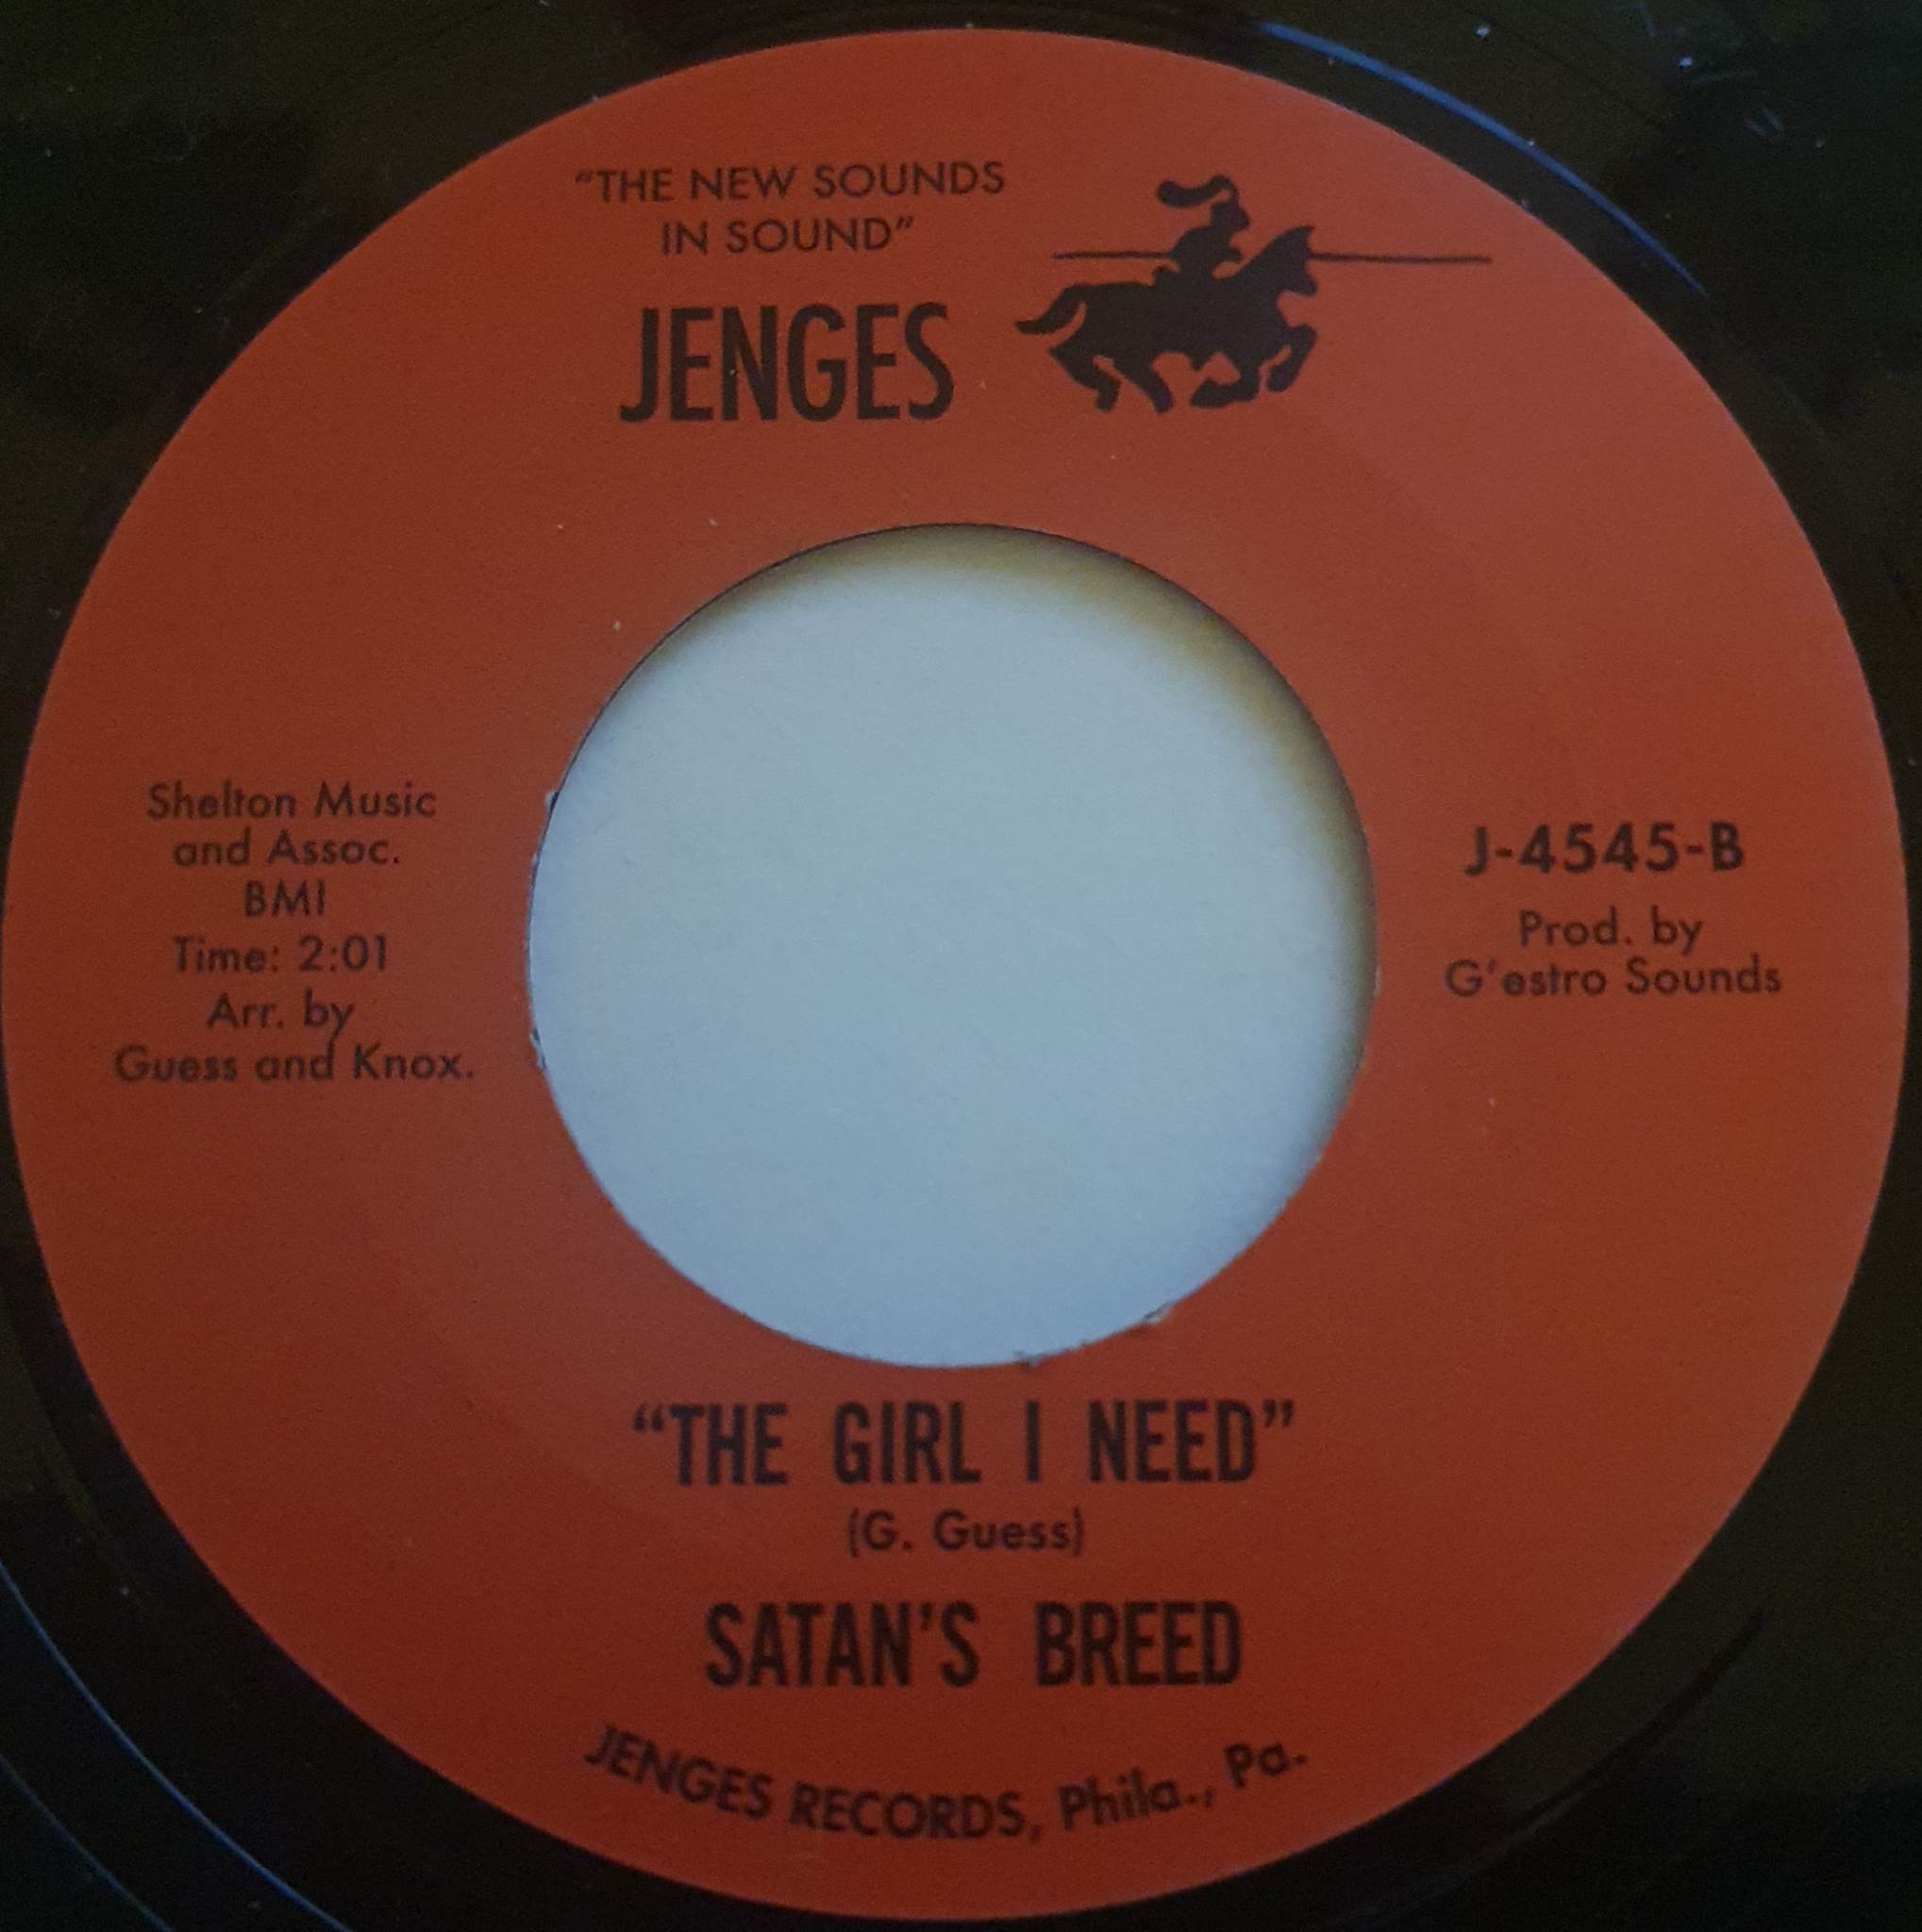 "THE NEW SOUNDS
IN SOUND"
JENGES
Shelton Music
and Assoc.
BMI
Time: 2:01
Arr. by
Guess and Knox.
J-4545-B
Prod. by
G'estro Sounds
"THE GIRL I NEED"
(G. Guess)
SATAN'S BREED
JENGES RECORDS, Phila., Pa.